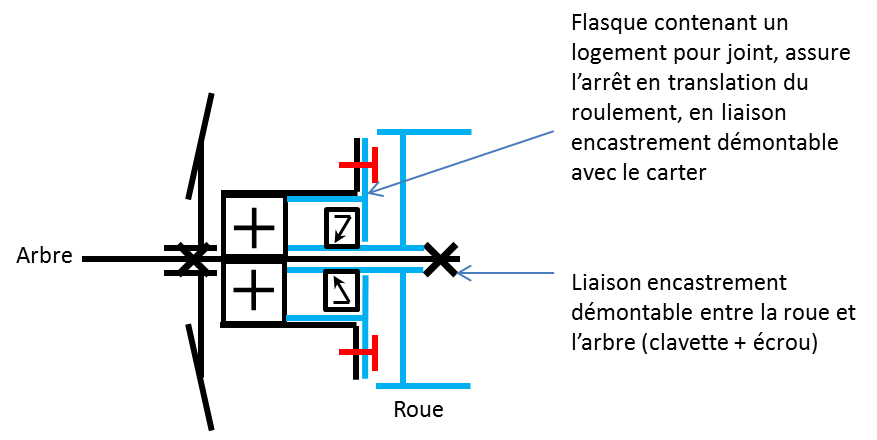 Flasque contenant un
logement pour joint, assure
l’arrêt en translation du
roulement, en liaison
encastrement démontable
avec le carter
Arbre
Liaison encastrement
démontable entre la roue et
l’arbre (clavette + écrou)
Roue